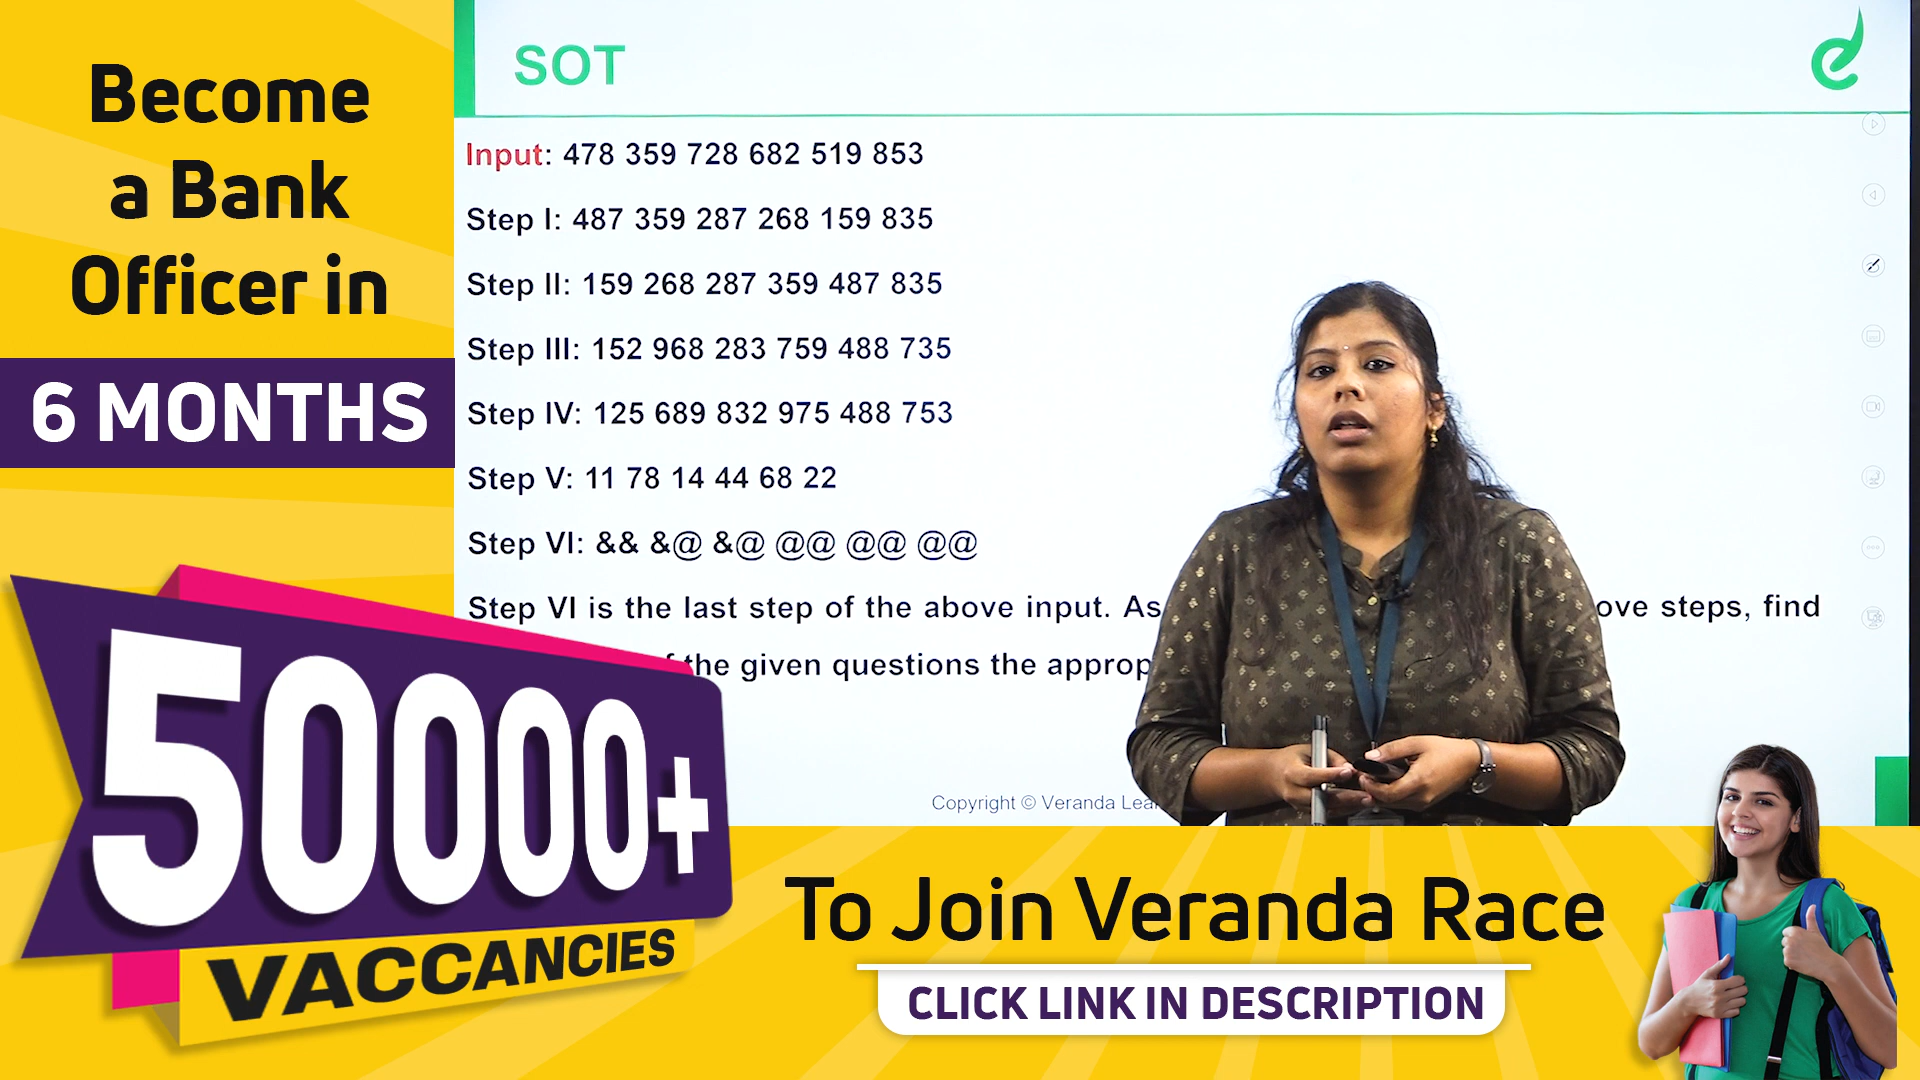 Become
a Bank
Officer in
6 MONTHS
50000+
VACCANCIES
SOT
Input: 478 359 728 682 519 853
Step I: 487 359 287 268 159 835
Step II: 159 268 287 359 487 835
Step III: 152 968 283 759 488 735
Step IV: 125 689 832 975 488 753
Step V: 11 78 14 44 68 22
Step VI: && &@ &@ @@ @@ @@
Step VI is the last step of the above input. As steps, find
the given questions the
Copyright © Veranda
To Join Veranda Race
CLICK LINK IN DESCRIPTION